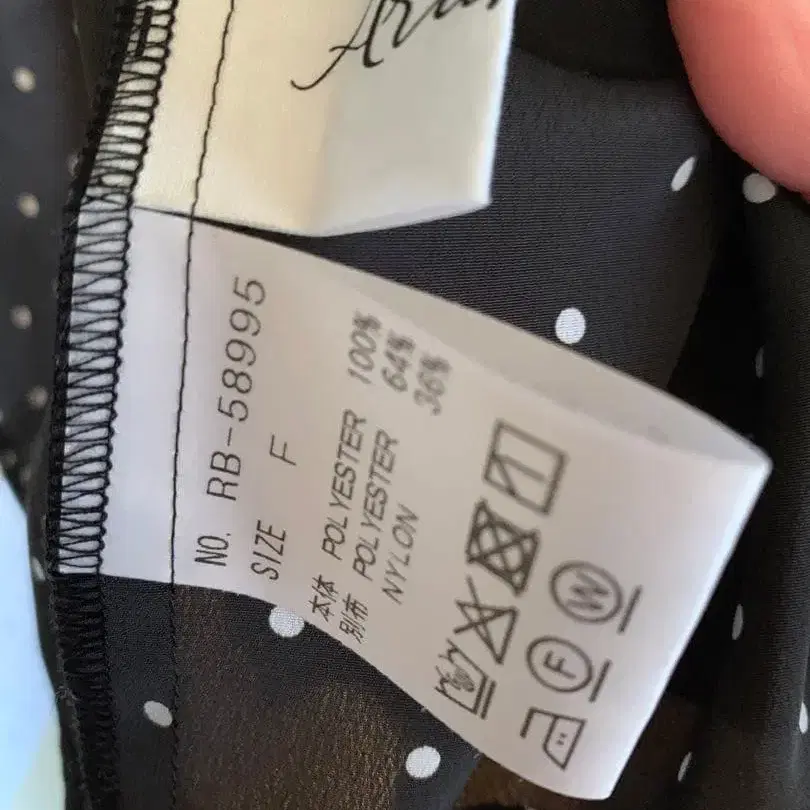 NO. RB-58995
SIZE F
本体 POLYESTER 100%
別布 POLYESTER 64%
NYLON 36%
F W